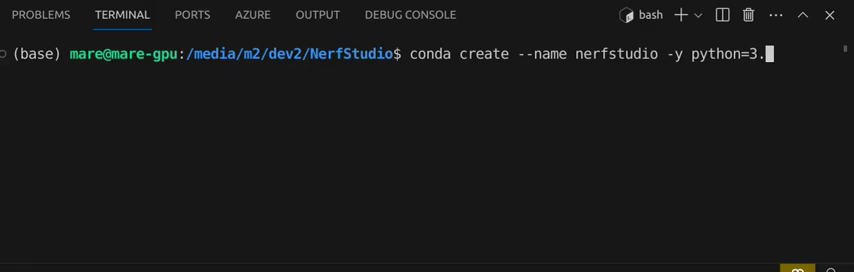 PROBLEMS TERMINAL PORTS AZURE OUTPUT DEBUG CONSOLE bash
(base) mare@mare-gpu:/media/m2/dev2/NerfStudio$ conda create --name nerfstudio -y python=3.